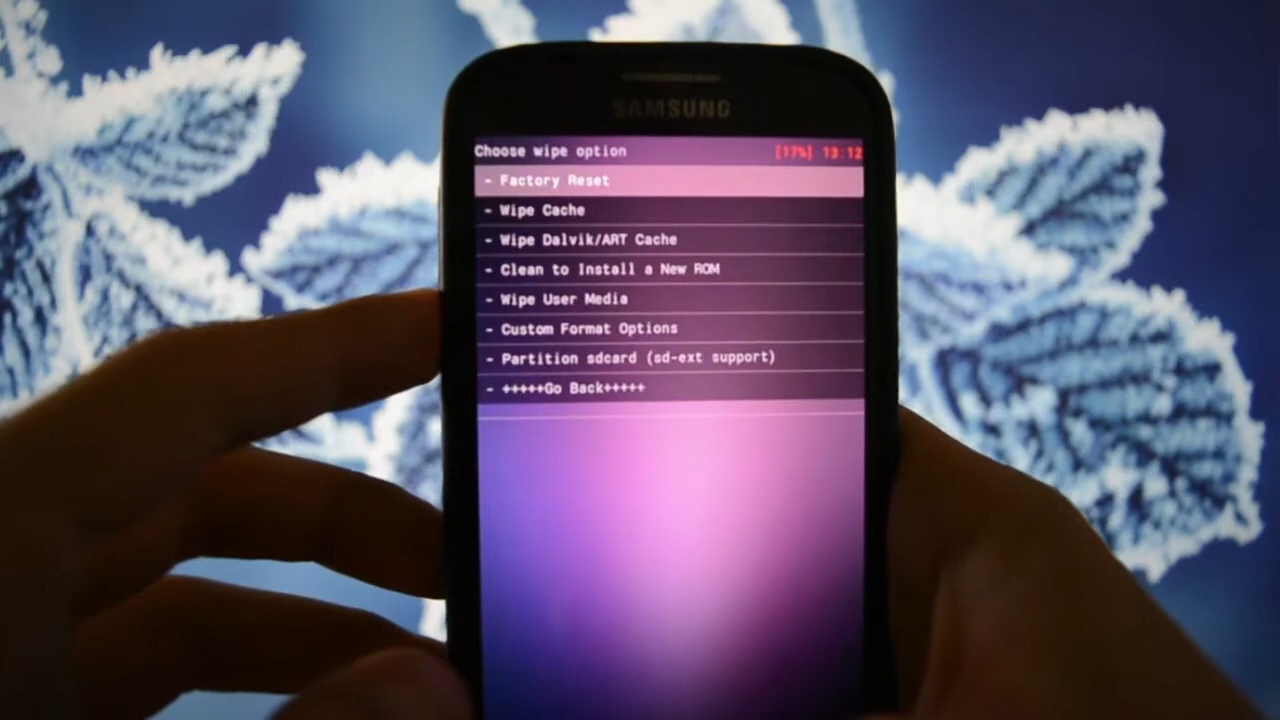 SAMSUNG
Choose wipe option [17%] 13:12
- Factory Reset
- Wipe Cache
- Wipe Dalvik/ART Cache
- Clean to Install a New ROM
- Wipe User Media
- Custom Format Options
- Partition sdcard (sd-ext support)
- +++++Go Back+++++